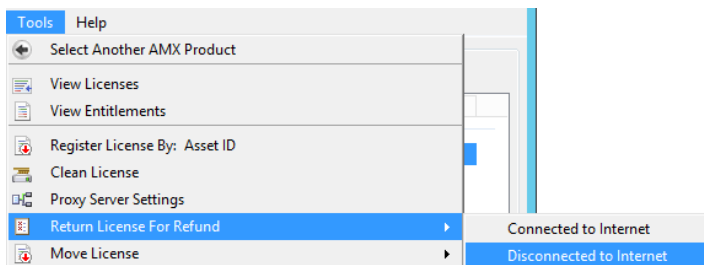 Tools Help
Select Another AMX Product
View Licenses
View Entitlements
Register License By: Asset ID
Clean License
Proxy Server Settings
Return License For Refund
Connected to Internet
Move License
Disconnected to Internet